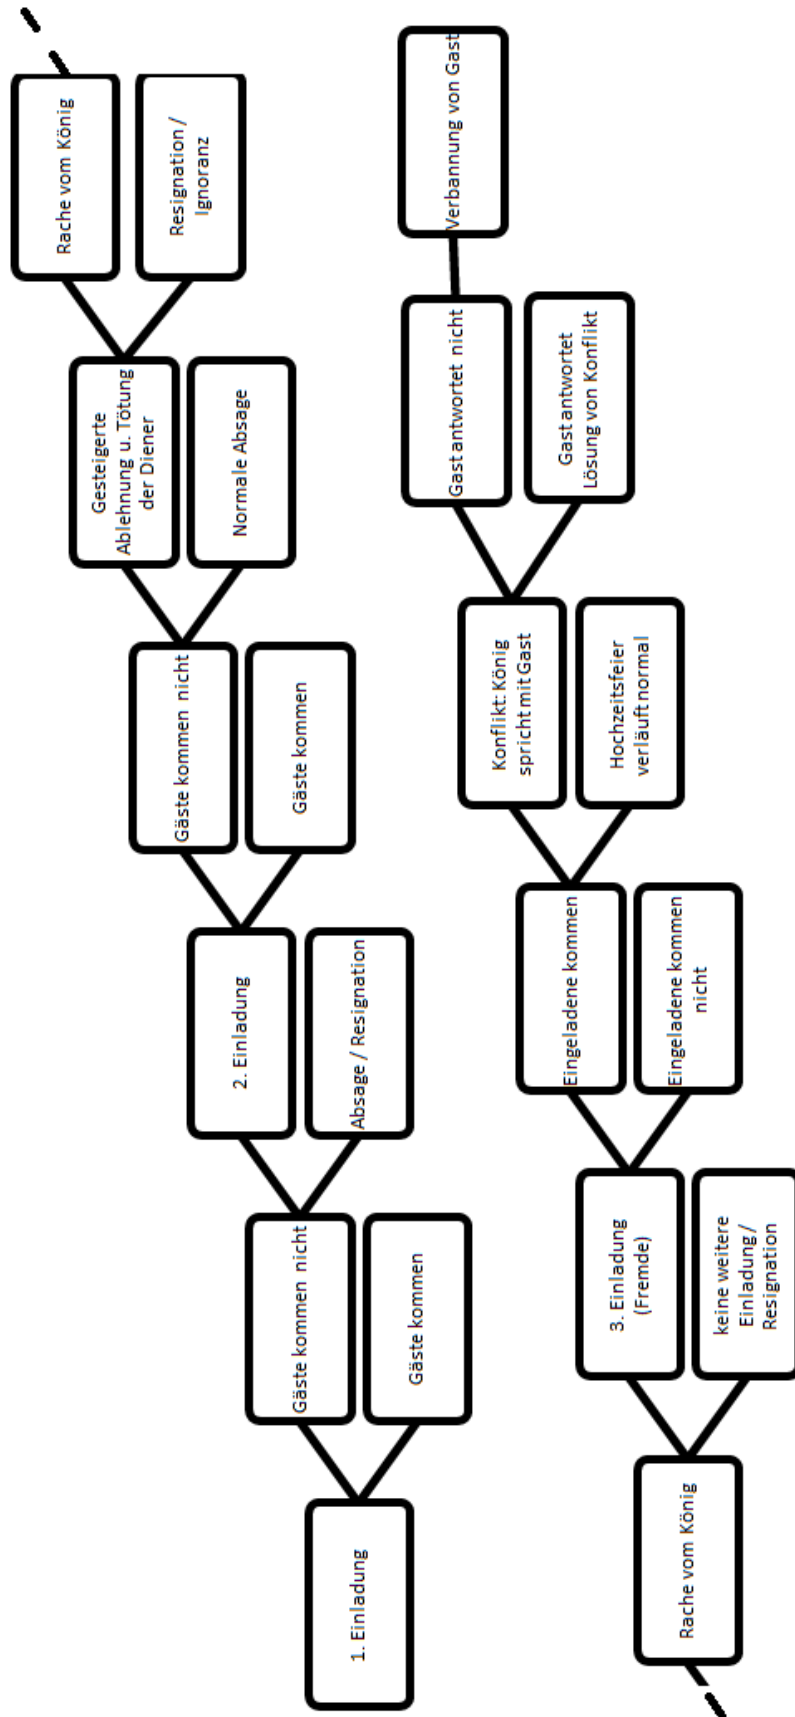 1. Einladung
Gäste kommen nicht
Gäste kommen
2. Einladung
Absage / Resignation
Gäste kommen nicht
Gäste kommen
Gesteigerte
Ablehnung u. Tötung
der Diener
Normale Absage
Rache vom König
Resignation /
Ignoranz
Rache vom König
3. Einladung
(Fremde)
keine weitere
Einladung /
Resignation
Eingeladene kommen
Eingeladene kommen
nicht
Konflikt: König
spricht mit Gast
Hochzeitsfeier
verläuft normal
Gast antwortet nicht
Gast antwortet
Lösung von Konflikt
Verbannung von Gast